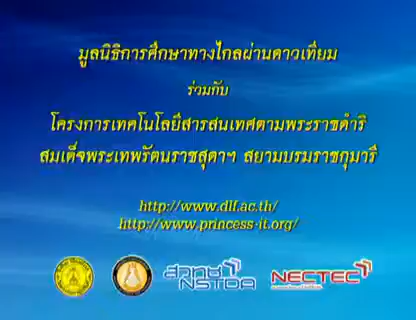 มูลนิธิการศึกษาทางไกลผ่านดาวเทียม
ร่วมกับ
โครงการเทคโนโลยีสารสนเทศตามพระราชดำริ
สมเด็จพระเทพรัตนราชสุดาฯ สยามบรมราชกุมารี
http://www.dlf.ac.th/
http://www.princess-it.org/
สวทช NSTDA NECTEC